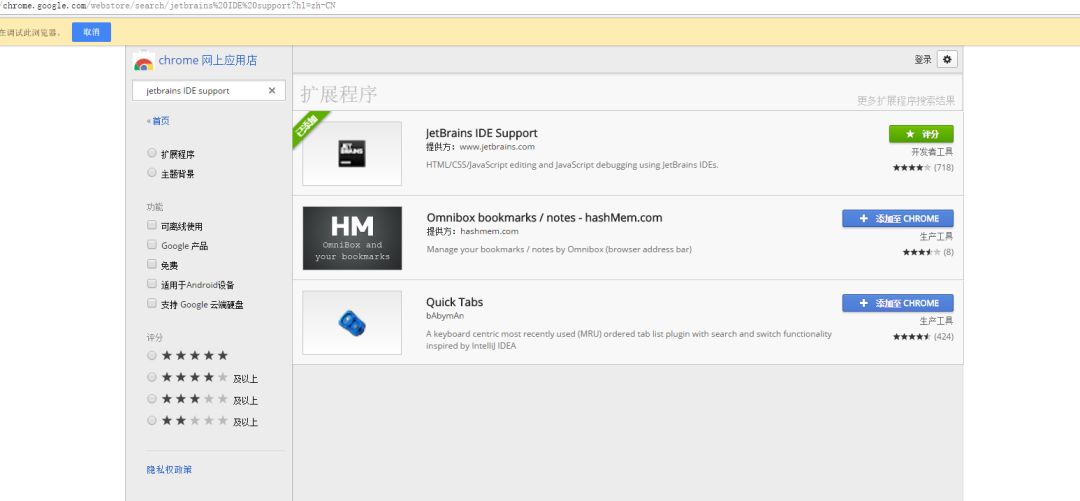 /chrome.google.com/webstore/search/jetbrains%20IDE%20support?hl=zh-CN
在调试此浏览器。 取消
chrome 网上应用店
登录
jetbrains IDE support
扩展程序
更多扩展程序搜索结果
«首页
扩展程序
主题背景
功能
可离线使用
Google 产品
免费
适用于Android设备
支持 Google 云端硬盘
评分
及以上
及以上
及以上
隐私权政策
已添加
JET
BRAINS
JetBrains IDE Support
提供方：www.jetbrains.com
HTML/CSS/JavaScript editing and JavaScript debugging using JetBrains IDEs.
评分
开发者工具
(718)
HM
OmniBox and
your bookmarks
Omnibox bookmarks / notes - hashMem.com
提供方：hashmem.com
Manage your bookmarks / notes by Omnibox (browser address bar)
添加至 CHROME
生产工具
(8)
Quick Tabs
bAbymAn
A keyboard centric most recently used (MRU) ordered tab list plugin with search and switch functionality
inspired by IntelliJ IDEA
添加至 CHROME
生产工具
(424)